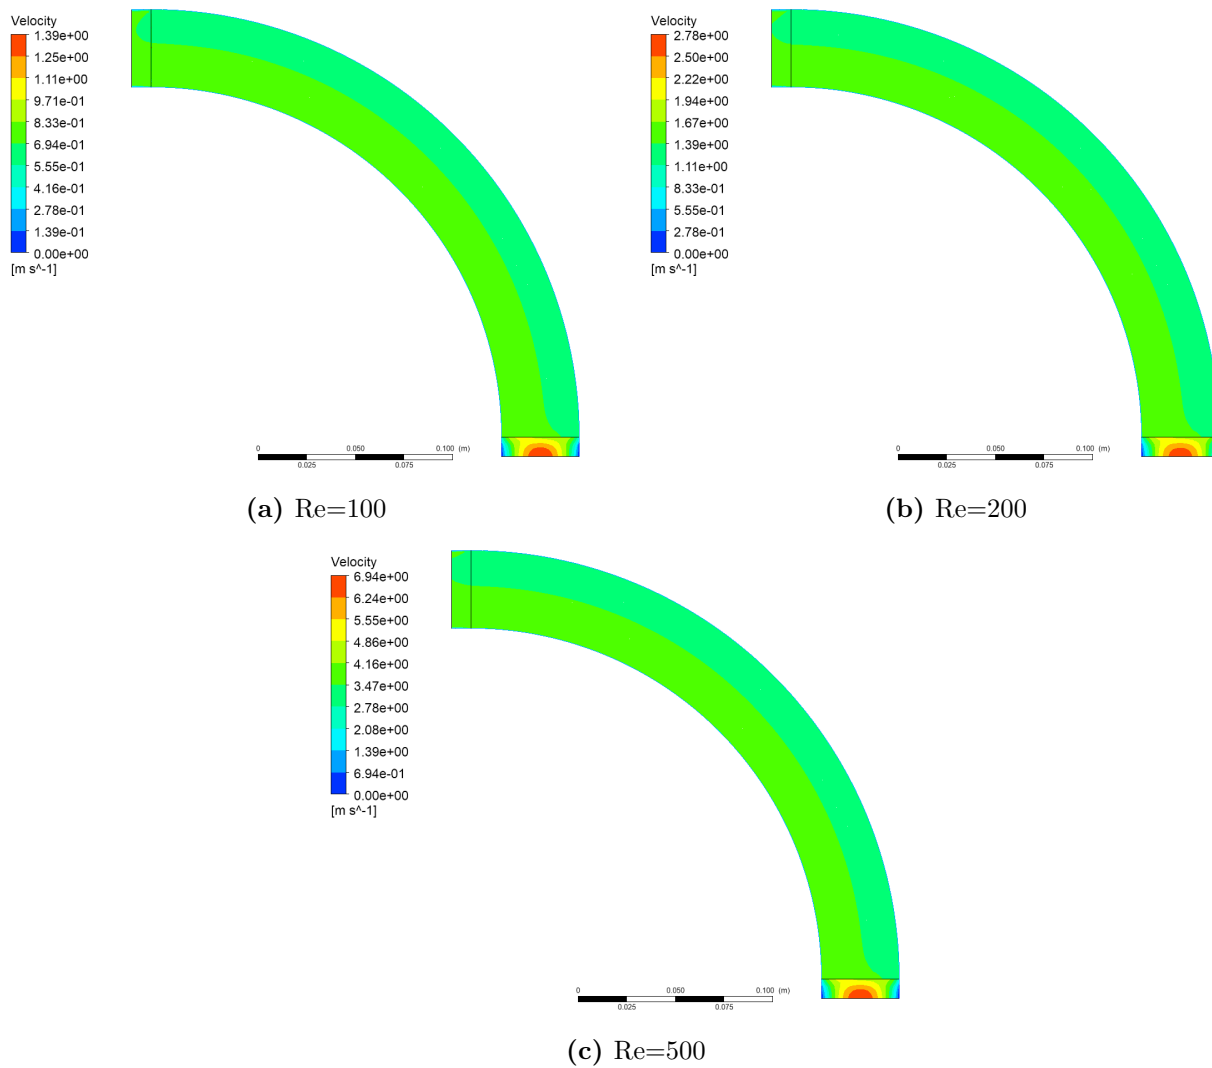 Velocity
1.39e+00
1.25e+00
1.11e+00
9.71e-01
8.33e-01
6.94e-01
5.55e-01
4.16e-01
2.78e-01
1.39e-01
0.00e+00
[m s^-1]
0 0.050 0.100 (m)
0.025 0.075
(a) Re=100
Velocity
2.78e+00
2.50e+00
2.22e+00
1.94e+00
1.67e+00
1.39e+00
1.11e+00
8.33e-01
5.55e-01
2.78e-01
0.00e+00
[m s^-1]
0 0.050 0.100 (m)
0.025 0.075
(b) Re=200
Velocity
6.94e+00
6.24e+00
5.55e+00
4.86e+00
4.16e+00
3.47e+00
2.78e+00
2.08e+00
1.39e+00
6.94e-01
0.00e+00
[m s^-1]
0 0.050 0.100 (m)
0.025 0.075
(c) Re=500